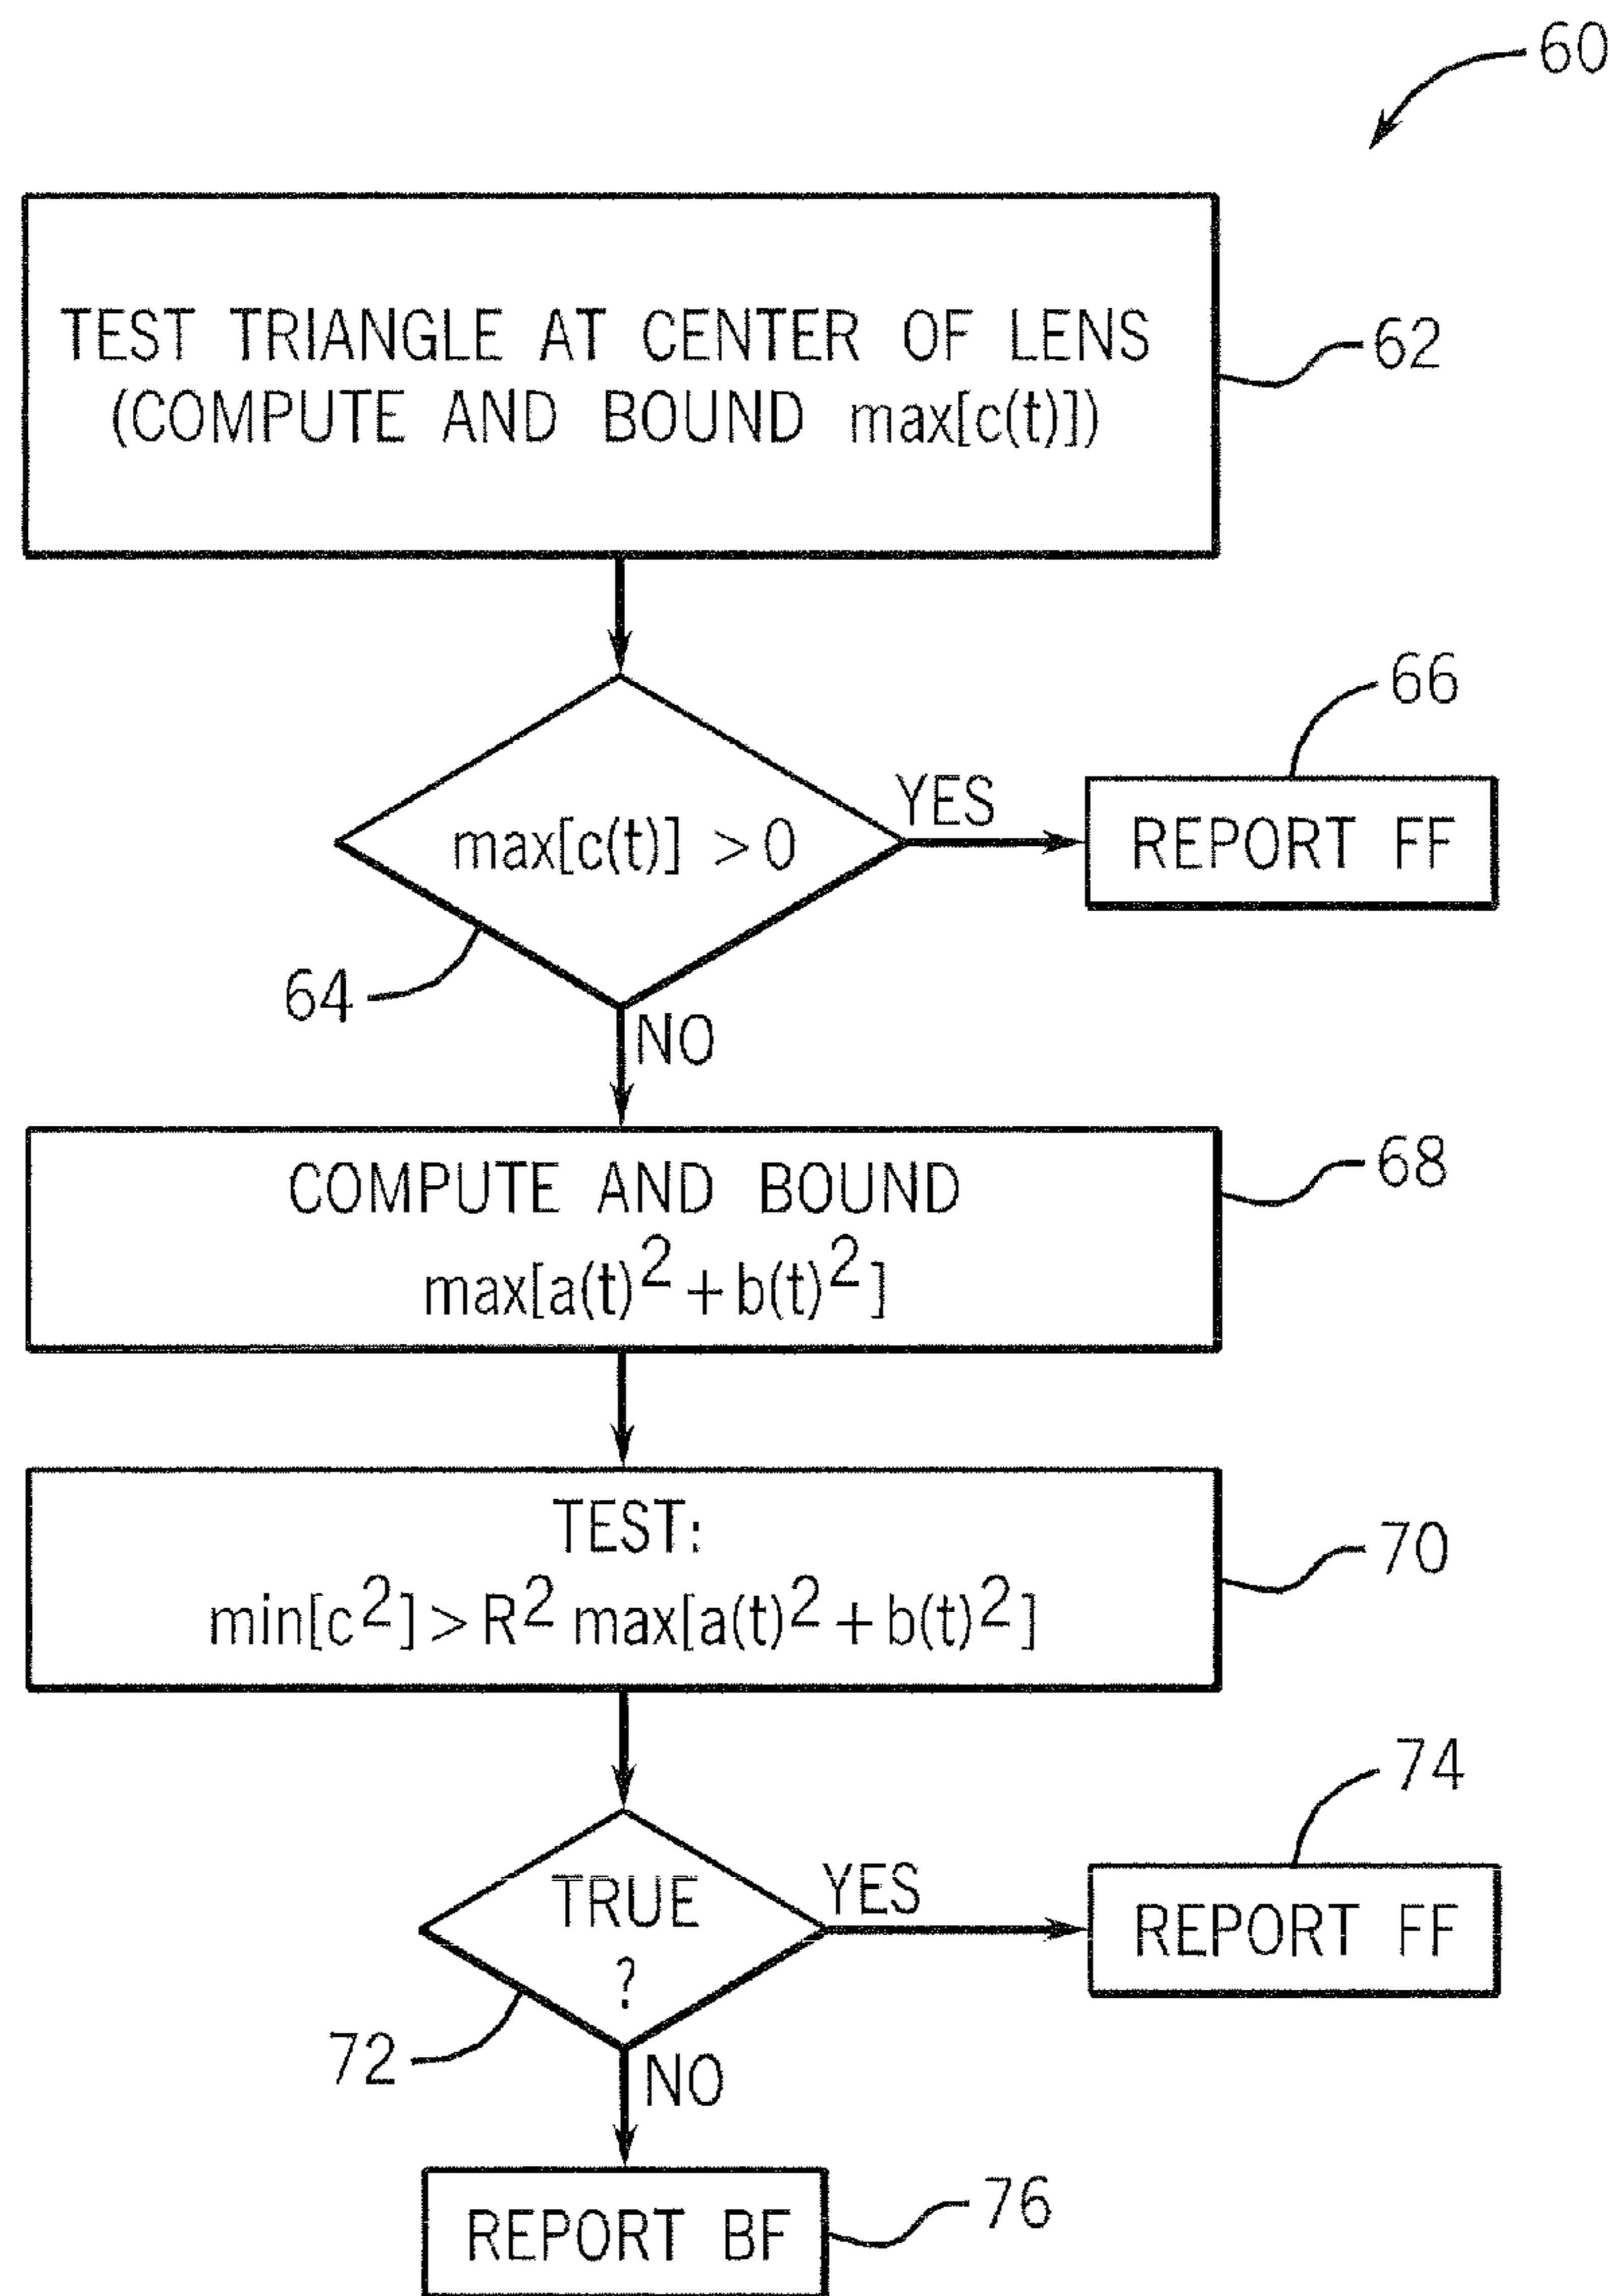 60
TEST TRIANGLE AT CENTER OF LENS
(COMPUTE AND BOUND max[c(t)])
62
max[c(t)] > 0
YES
66
REPORT FF
64
NO
COMPUTE AND BOUND
max[a(t)² + b(t)²]
68
TEST:
min[c²] > R² max[a(t)² + b(t)²]
70
TRUE
?
YES
74
REPORT FF
72
NO
REPORT BF
76